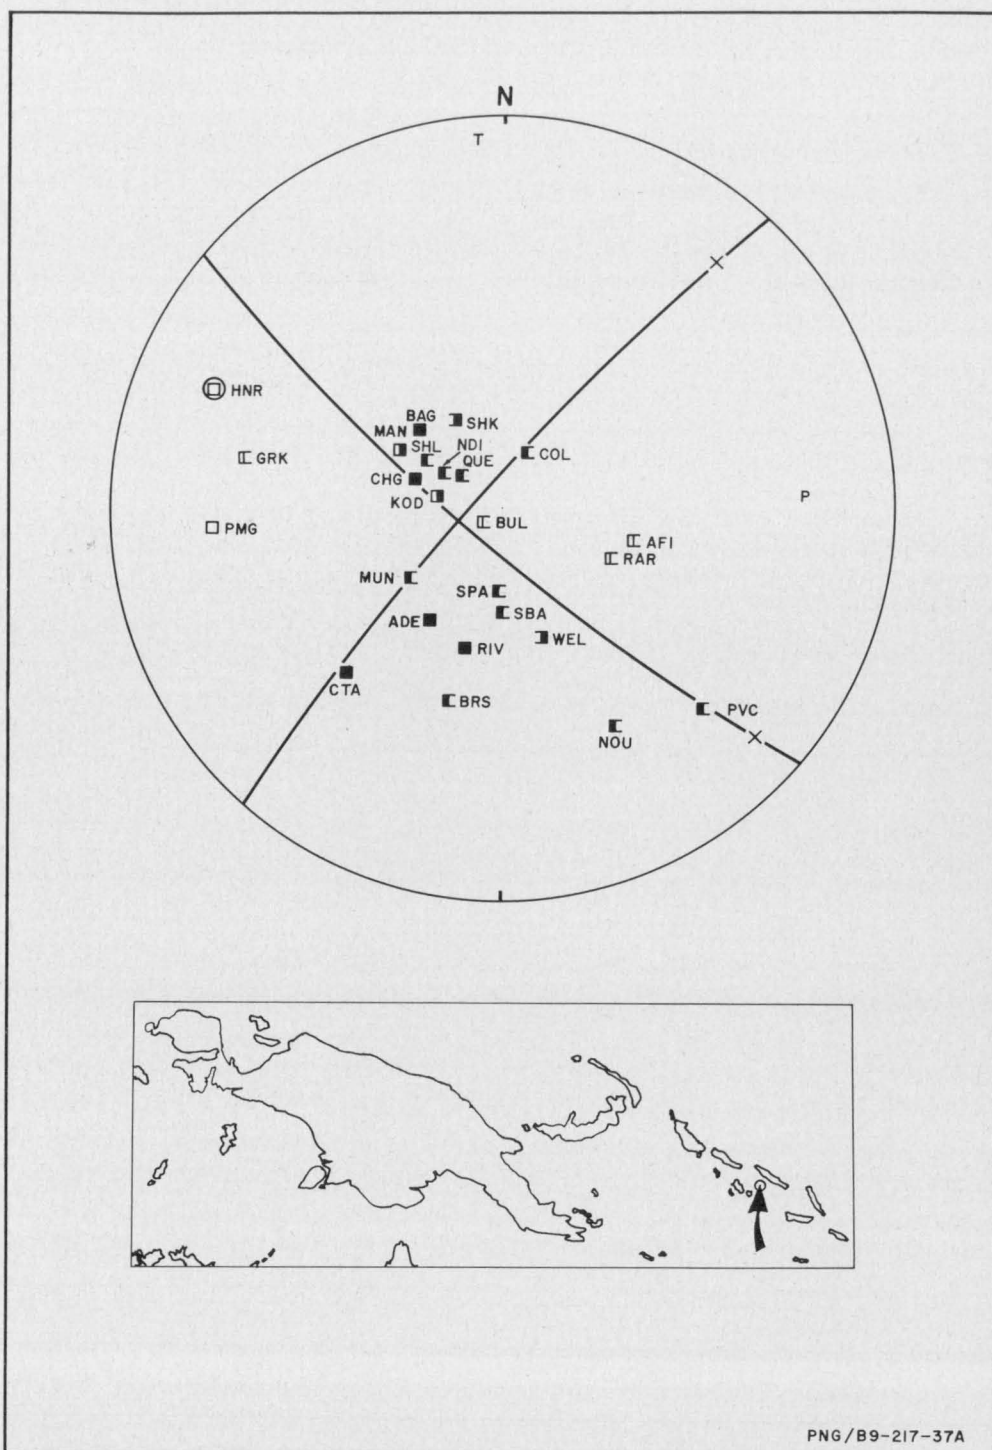 N
T
HNR
BAG
SHK
MAN
SHL
NDI
QUE
COL
GRK
CHG
KOD
P
PMG
BUL
AFI
RAR
MUN
SPA
SBA
ADE
WEL
RIV
CTA
BRS
PVC
NOU
PNG/B9-217-37A